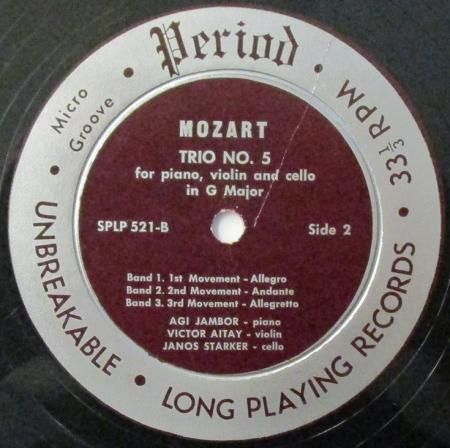 Period
Micro
Groove
33 1/3 RPM
MOZART
TRIO NO. 5
for piano, violin and cello
in G Major
SPLP 521-B
Side 2
Band 1. 1st Movement - Allegro
Band 2. 2nd Movement - Andante
Band 3. 3rd Movement - Allegretto
AGI JAMBOR - piano
VICTOR AITAY - violin
JANOS STARKER - cello
UNBREAKABLE
LONG PLAYING RECORDS